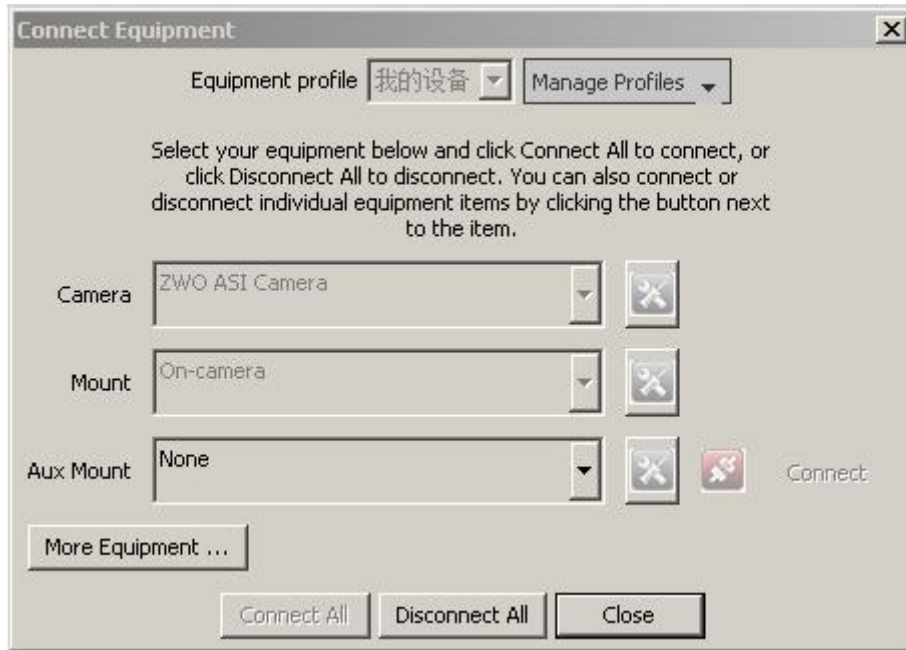 Connect Equipment
Equipment profile 我的设备 Manage Profiles
Select your equipment below and click Connect All to connect, or
click Disconnect All to disconnect. You can also connect or
disconnect individual equipment items by clicking the button next
to the item.
Camera ZWO ASI Camera
Mount On-camera
Aux Mount None Connect
More Equipment ...
Connect All Disconnect All Close